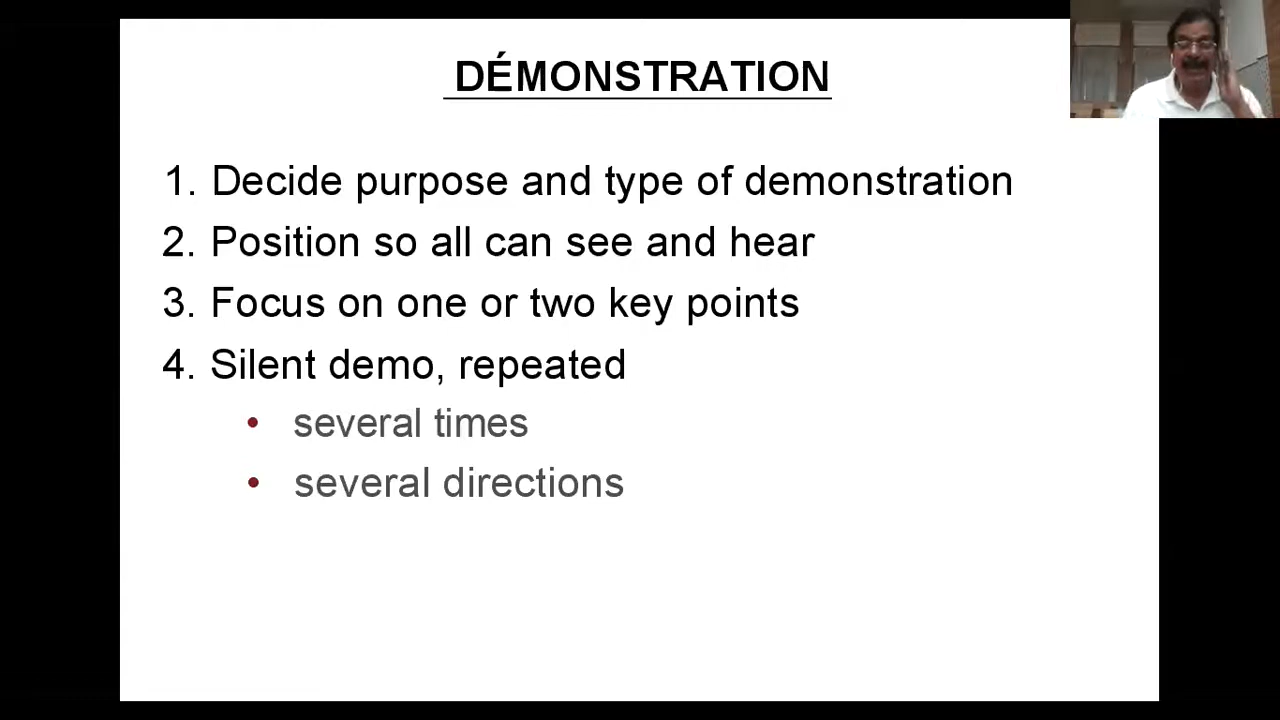 DÉMONSTRATION
1. Decide purpose and type of demonstration
2. Position so all can see and hear
3. Focus on one or two key points
4. Silent demo, repeated
• several times
• several directions